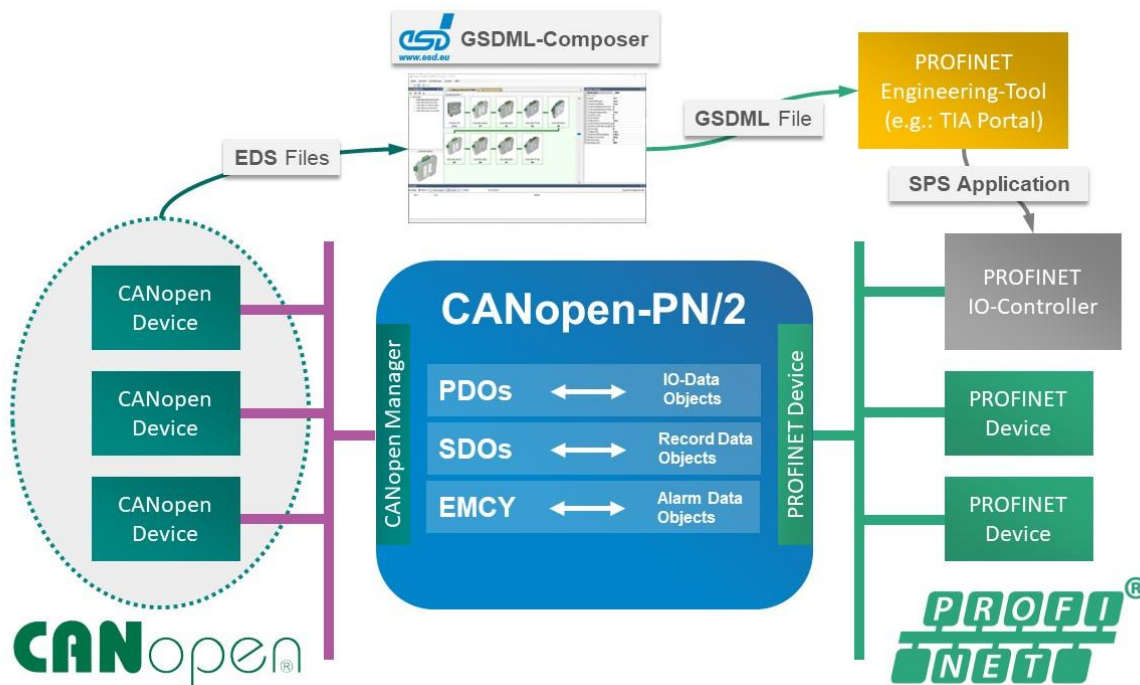 esd
www.esd.eu
GSDML-Composer
EDS Files
GSDML File
PROFINET
Engineering-Tool
(e.g.: TIA Portal)
SPS Application
CANopen
Device
CANopen
Device
CANopen
Device
CANopen Manager
CANopen-PN/2
PDOs
IO-Data
Objects
SDOs
Record Data
Objects
EMCY
Alarm Data
Objects
PROFINET Device
PROFINET
IO-Controller
PROFINET
Device
PROFINET
Device
CANopen®
PROFI®
NET